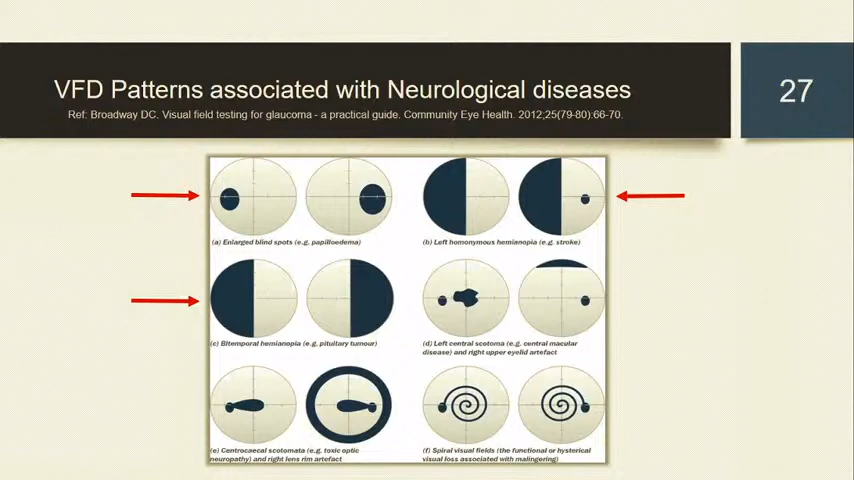 VFD Patterns associated with Neurological diseases
27
Ref: Broadway DC. Visual field testing for glaucoma - a practical guide. Community Eye Health. 2012;25(79-80):66-70.
(a) Enlarged blind spots (e.g. papilloedema)
(b) Left homonymous hemianopia (e.g. stroke)
(c) Bitemporal hemianopia (e.g. pituitary tumour)
(d) Left central scotoma (e.g. central macular
disease) and right upper eyelid artefact
(e) Centrocaecal scotomata (e.g. toxic optic
neuropathy) and right lens rim artefact
(f) Spiral visual fields (the functional or hysterical
visual loss associated with malingering)